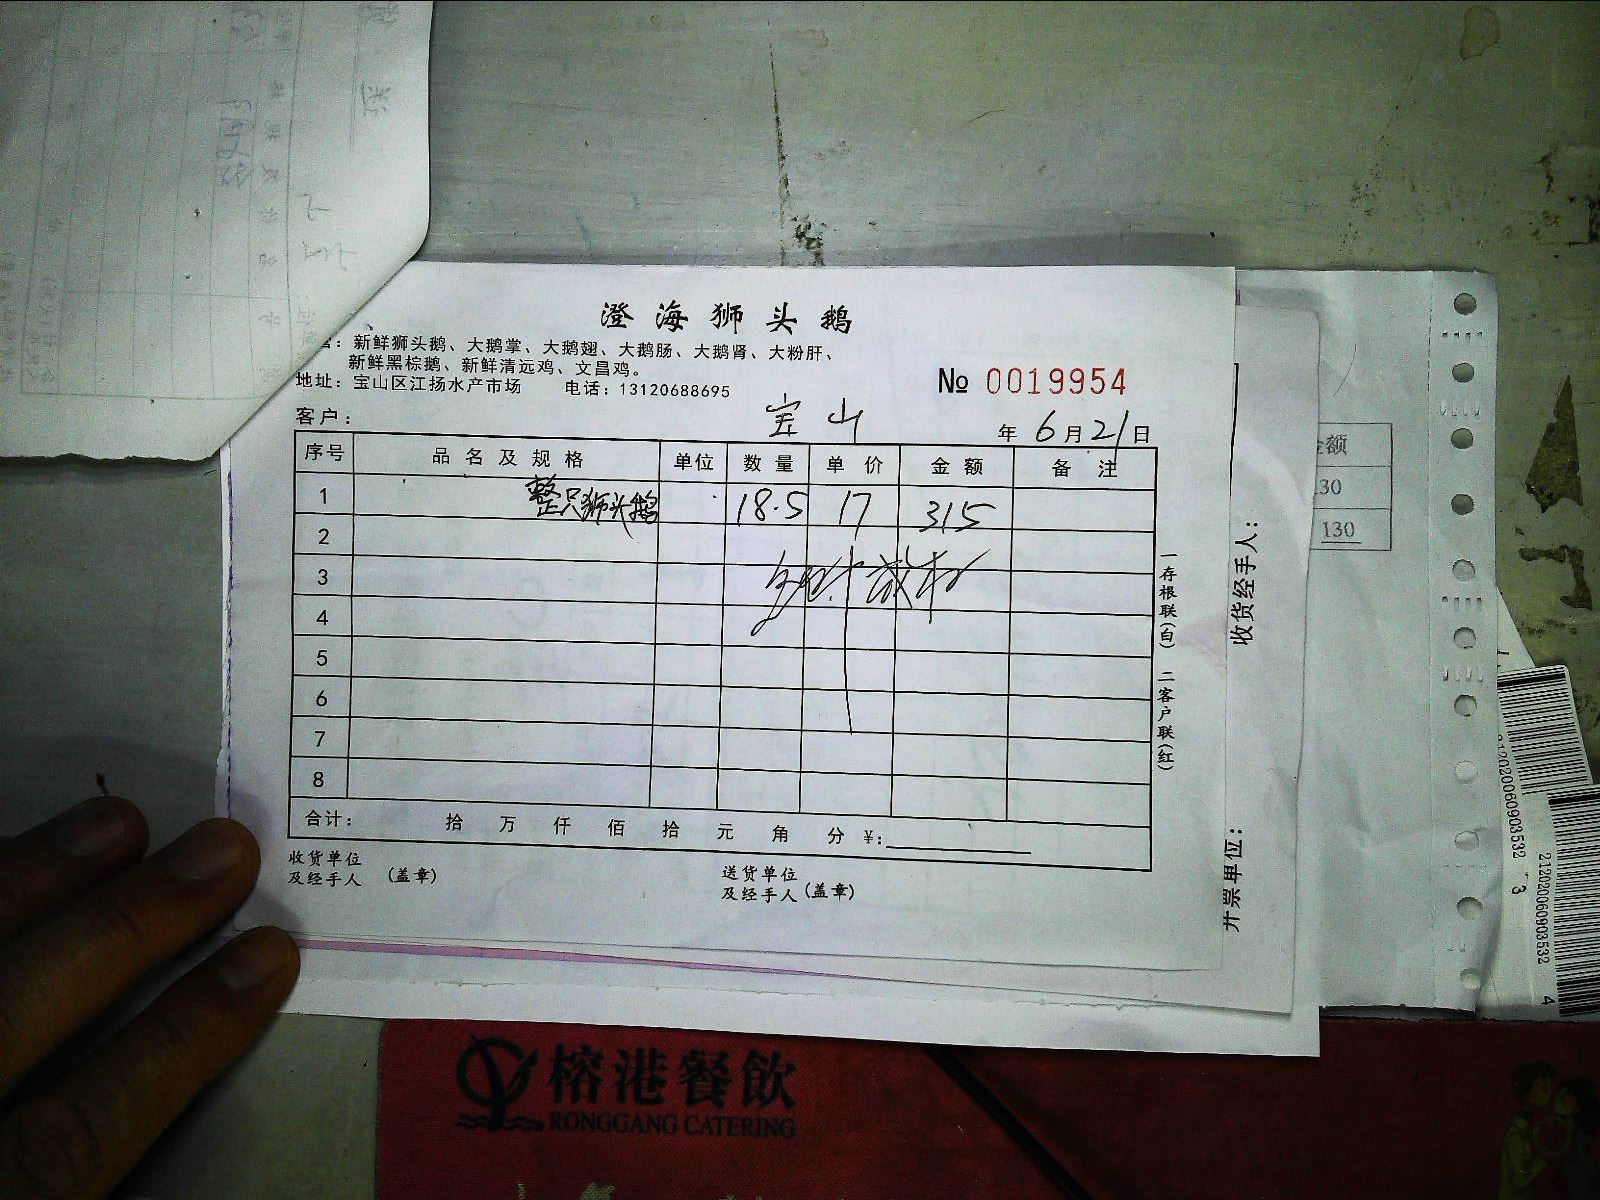 澄海狮头鹅
营：新鲜狮头鹅、大鹅掌、大鹅翅、大鹅肠、大鹅肾、大粉肝、
新鲜黑棕鹅、新鲜清远鸡、文昌鸡。
地址：宝山区江扬水产市场 电话：13120688695
№ 0019954
客户： 宝山 年 6 月 21 日
序号 品名及规格 单位 数量 单价 金额 备注
1 整只狮头鹅 18.5 17 315
2
3
4
5
6
7
8
合计： 拾 万 仟 佰 拾 元 角 分 ¥:
收货单位
及经手人 (盖章)
送货单位
及经手人 (盖章)
一存根联(白) 二客户联(红)
收货经手人：
开票单位：
金额
130
130
21202060903532 3
21202060903532 4
榕港餐飲
RONGGANG CATERING